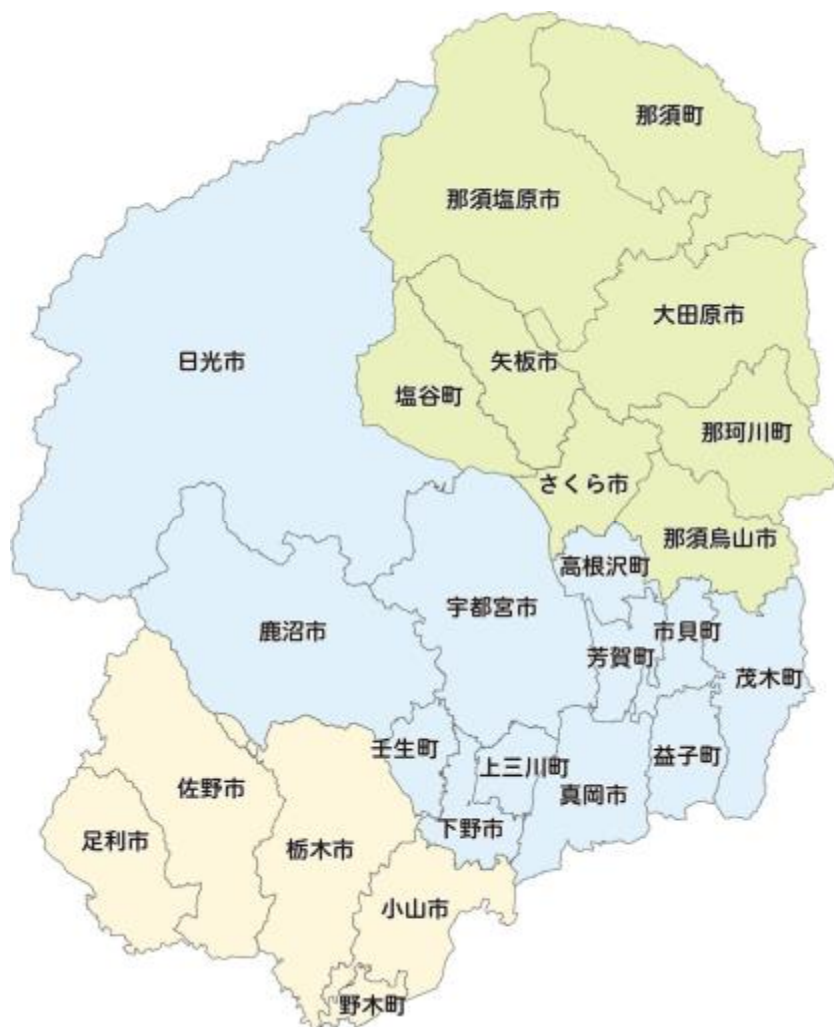 那須町
那須塩原市
大田原市
日光市
矢板市
塩谷町
那珂川町
さくら市
那須烏山市
高根沢町
宇都宮市
鹿沼市
市貝町
芳賀町
茂木町
壬生町
益子町
上三川町
佐野市
真岡市
下野市
足利市
栃木市
小山市
野木町